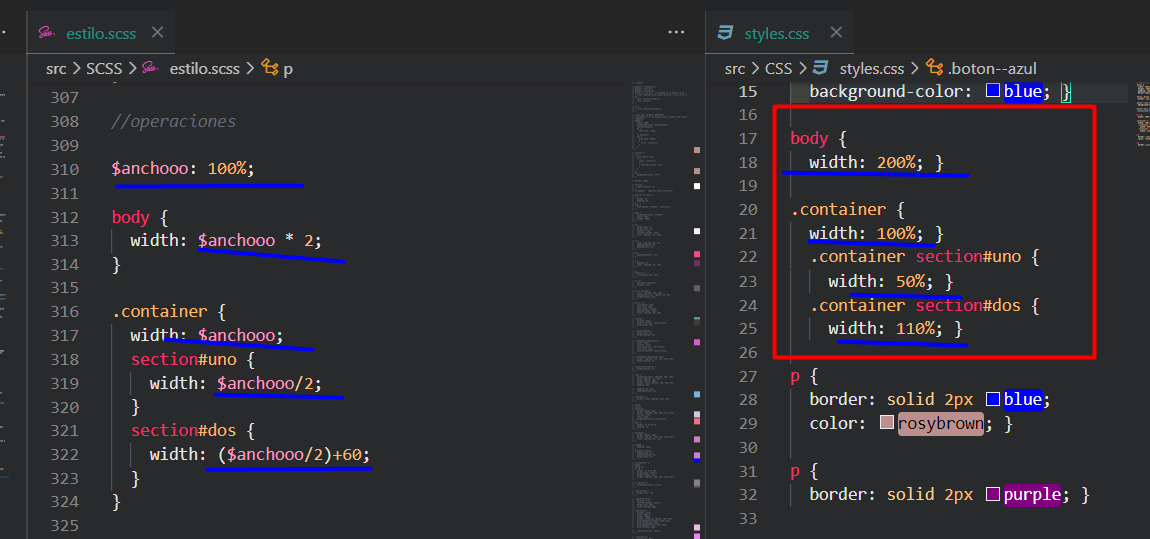 estilo.scss
src > SCSS > estilo.scss > p
307
308 //operaciones
309
310 $anchooo: 100%;
311
312 body {
313 width: $anchooo * 2;
314 }
315
316 .container {
317 width: $anchooo;
318 section#uno {
319 width: $anchooo/2;
320 }
321 section#dos {
322 width: ($anchooo/2)+60;
323 }
324 }
325
styles.css
src > CSS > styles.css > .boton--azul
15 background-color: blue; }
16
17 body {
18 width: 200%; }
19
20 .container {
21 width: 100%; }
22 .container section#uno {
23 width: 50%; }
24 .container section#dos {
25 width: 110%; }
26
27 p {
28 border: solid 2px blue;
29 color: rosybrown; }
30
31 p {
32 border: solid 2px purple; }
33